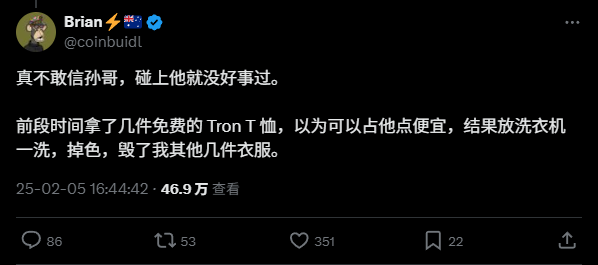 Brian⚡🇦🇺
@coinbuidl
真不敢信孙哥，碰上他就没好事过。
前段时间拿了几件免费的 Tron T 恤，以为可以占他点便宜，结果放洗衣机
一洗，掉色，毁了我其他几件衣服。
25-02-05 16:44:42 · 46.9 万 查看
86 53 351 22